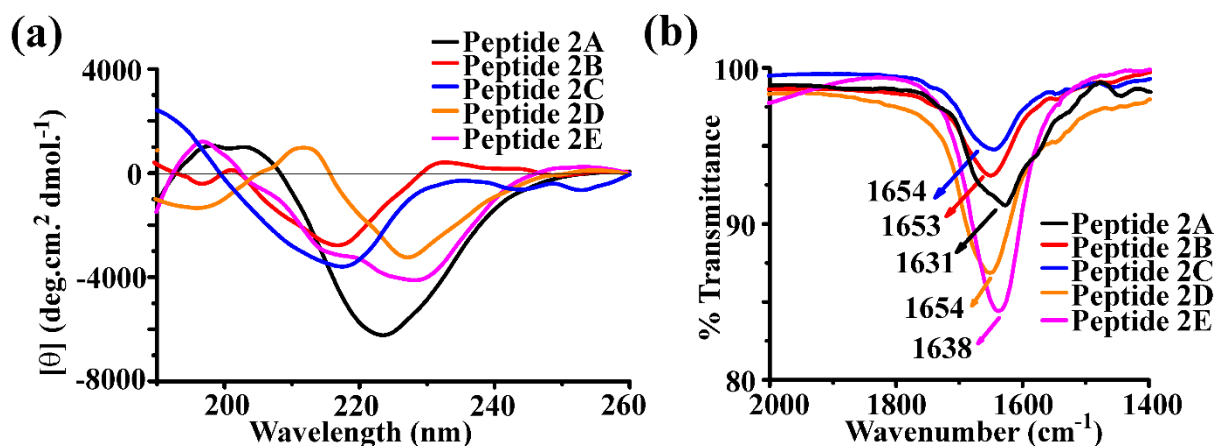 (a)
Peptide 2A
Peptide 2B
Peptide 2C
Peptide 2D
Peptide 2E
4000
0
-4000
-8000
[θ] (deg.cm.² dmol.⁻¹)
200
220
240
260
Wavelength (nm)
(b)
100
90
80
% Transmittance
1654
1653
1631
1654
1638
Peptide 2A
Peptide 2B
Peptide 2C
Peptide 2D
Peptide 2E
2000
1800
1600
1400
Wavenumber (cm⁻¹)